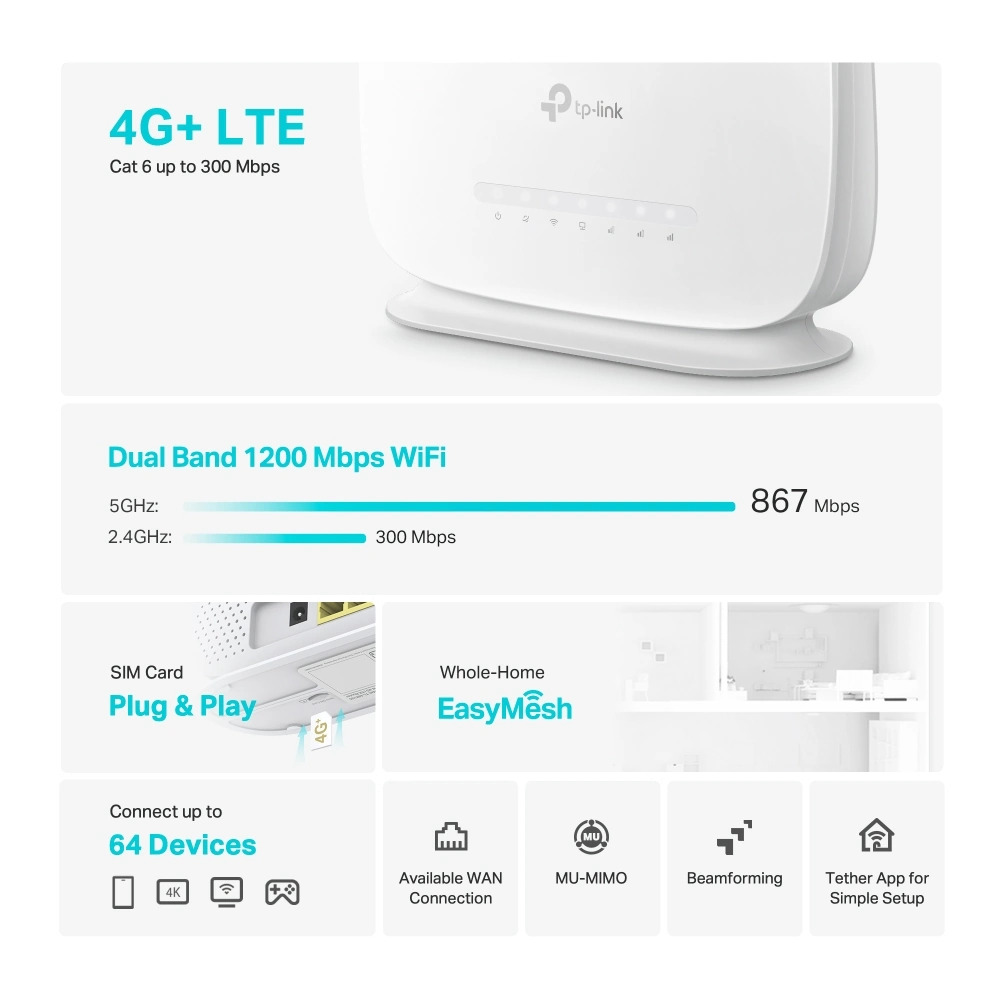 tp-link
4G+ LTE
Cat 6 up to 300 Mbps
Dual Band 1200 Mbps WiFi
5GHz: 867 Mbps
2.4GHz: 300 Mbps
SIM Card
Plug & Play
4G+
Whole-Home
EasyMesh
Connect up to
64 Devices
4K
Available WAN
Connection
MU
MU-MIMO
Beamforming
Tether App for
Simple Setup